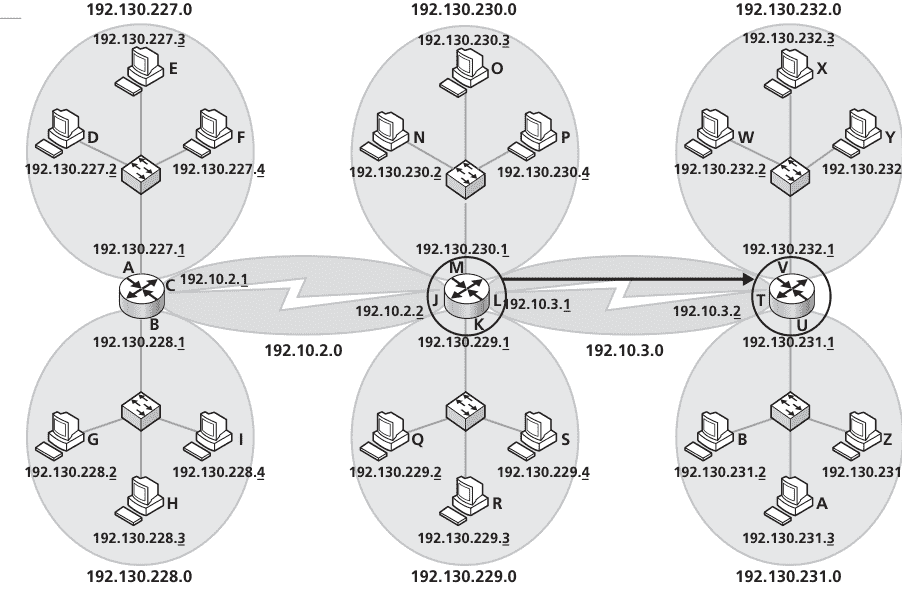 192.130.227.0
192.130.230.0
192.130.232.0
192.130.227.3
192.130.230.3
192.130.232.3
E
O
X
D
F
N
P
W
Y
192.130.227.2
192.130.227.4
192.130.230.2
192.130.230.4
192.130.232.2
192.130.232
192.130.227.1
192.130.230.1
192.130.232.1
A
M
V
C
192.10.2.1
J
L
192.10.3.1
T
192.10.2.2
192.10.3.2
B
K
U
192.130.228.1
192.10.2.0
192.130.229.1
192.10.3.0
192.130.231.1
G
I
Q
S
B
Z
192.130.228.2
192.130.228.4
192.130.229.2
192.130.229.4
192.130.231.2
192.130.231
H
R
A
192.130.228.3
192.130.229.3
192.130.231.3
192.130.228.0
192.130.229.0
192.130.231.0